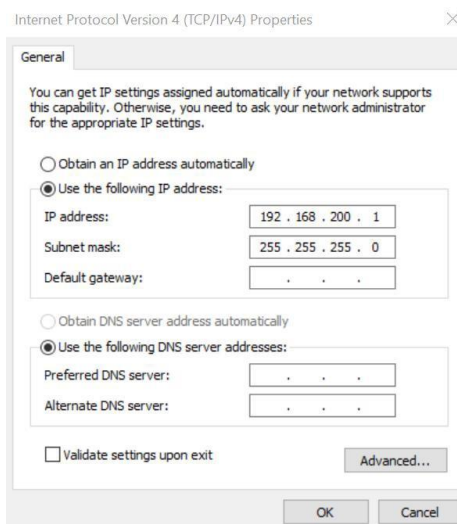 Internet Protocol Version 4 (TCP/IPv4) Properties
General
You can get IP settings assigned automatically if your network supports
this capability. Otherwise, you need to ask your network administrator
for the appropriate IP settings.
Obtain an IP address automatically
Use the following IP address:
IP address: 192 . 168 . 200 . 1
Subnet mask: 255 . 255 . 255 . 0
Default gateway: . . .
Obtain DNS server address automatically
Use the following DNS server addresses:
Preferred DNS server: . . .
Alternate DNS server: . . .
Validate settings upon exit
Advanced...
OK Cancel